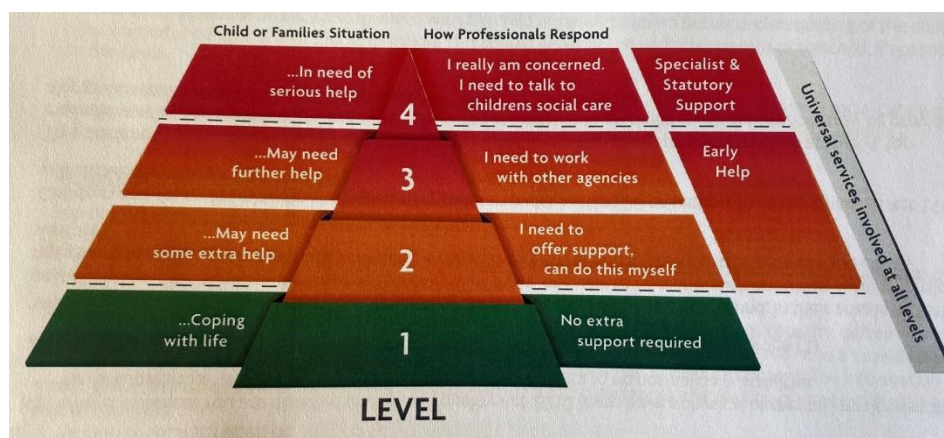 Child or Families Situation
How Professionals Respond
...In need of
serious help
4
I really am concerned.
I need to talk to
childrens social care
Specialist &
Statutory
Support
...May need
further help
3
I need to work
with other agencies
Early
Help
...May need
some extra help
2
I need to
offer support,
can do this myself
...Coping
with life
1
No extra
support required
LEVEL
Universal services involved at all levels